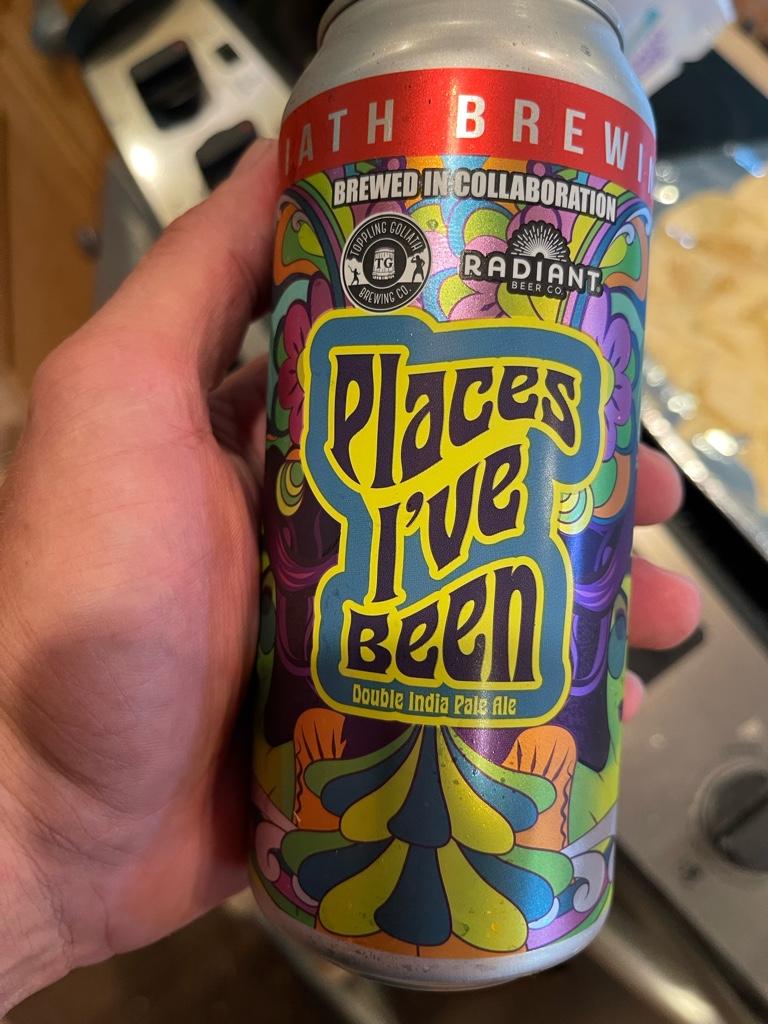 IATH BREWI
BREWED IN COLLABORATION
TOPPLING GOLIATH
TG
BREWING CO.
RADIANT
BEER CO.
Places
I've
Been
Double India Pale Ale